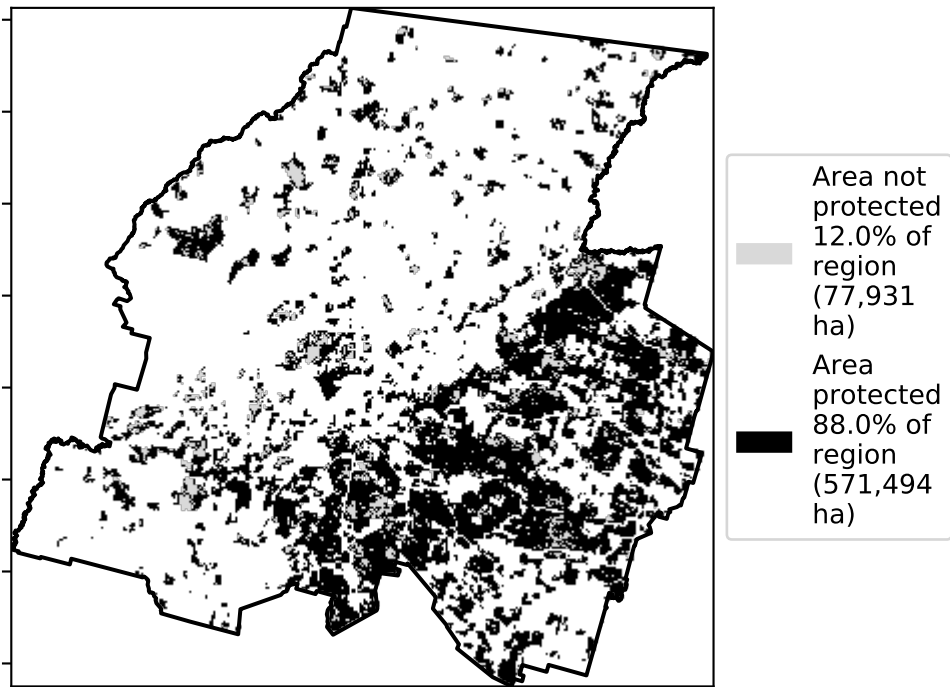 Area not
protected
12.0% of
region
(77,931
ha)
Area
protected
88.0% of
region
(571,494
ha)